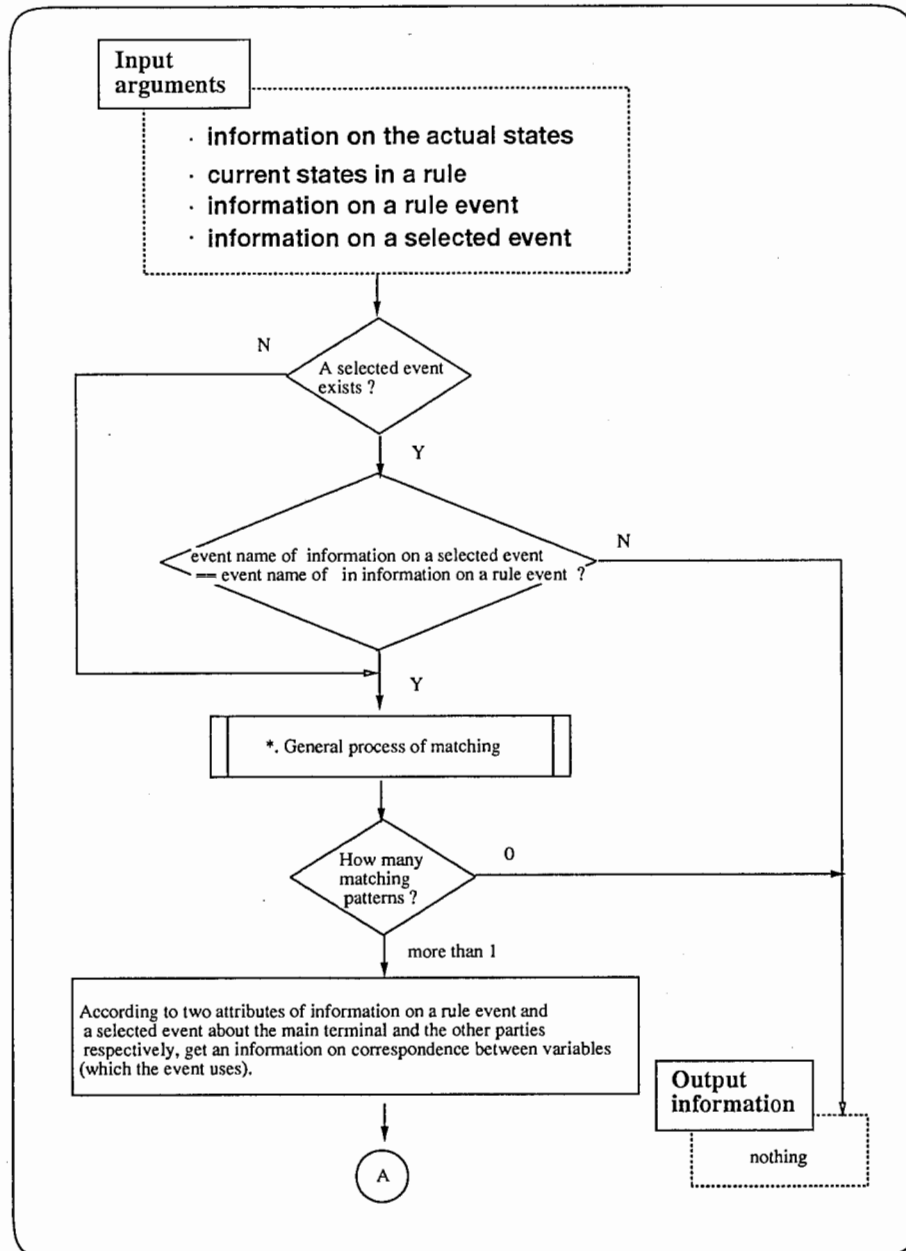 Input
arguments
· information on the actual states
· current states in a rule
· information on a rule event
· information on a selected event
N
A selected event
exists ?
Y
event name of information on a selected event
== event name of in information on a rule event ?
N
Y
*. General process of matching
How many
matching
patterns ?
0
more than 1
According to two attributes of information on a rule event and
a selected event about the main terminal and the other parties
respectively, get an information on correspondence between variables
(which the event uses).
Output
information
nothing
A